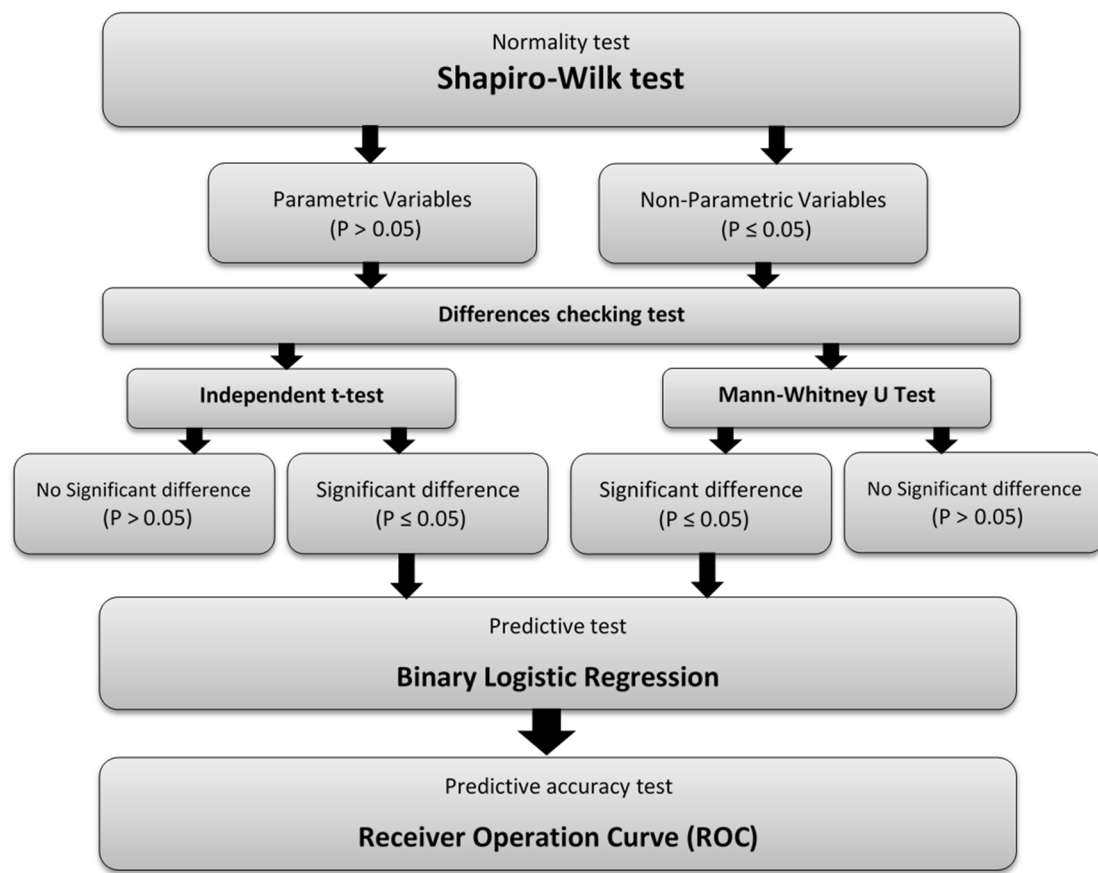 Normality test
Shapiro-Wilk test
Parametric Variables
(P > 0.05)
Non-Parametric Variables
(P ≤ 0.05)
Differences checking test
Independent t-test
Mann-Whitney U Test
No Significant difference
(P > 0.05)
Significant difference
(P ≤ 0.05)
Significant difference
(P ≤ 0.05)
No Significant difference
(P > 0.05)
Predictive test
Binary Logistic Regression
Predictive accuracy test
Receiver Operation Curve (ROC)